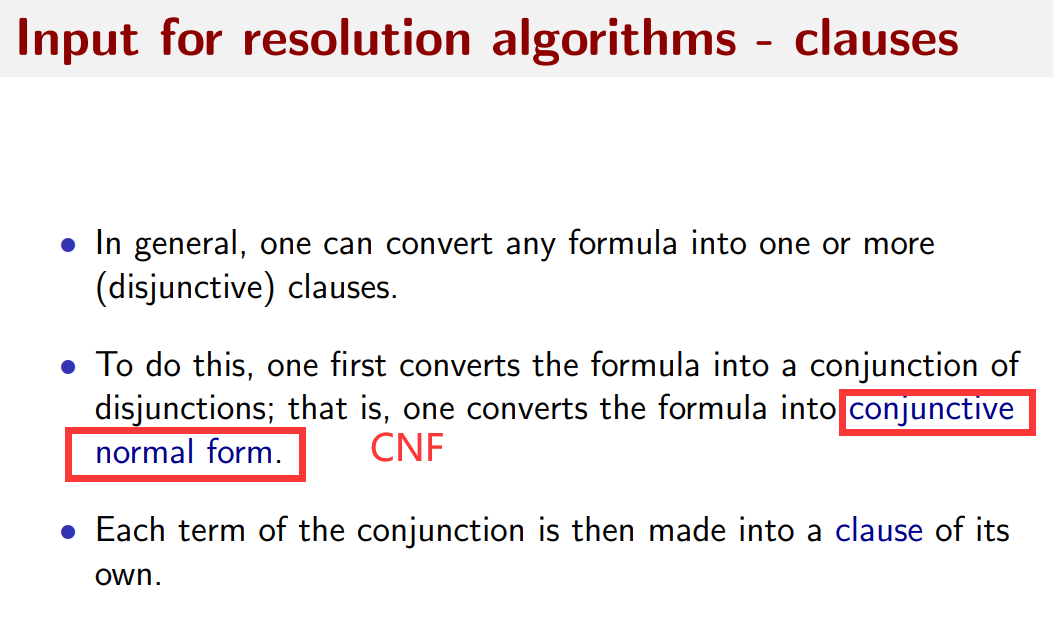 Input for resolution algorithms - clauses
• In general, one can convert any formula into one or more
(disjunctive) clauses.
• To do this, one first converts the formula into a conjunction of
disjunctions; that is, one converts the formula into conjunctive
normal form. CNF
• Each term of the conjunction is then made into a clause of its
own.